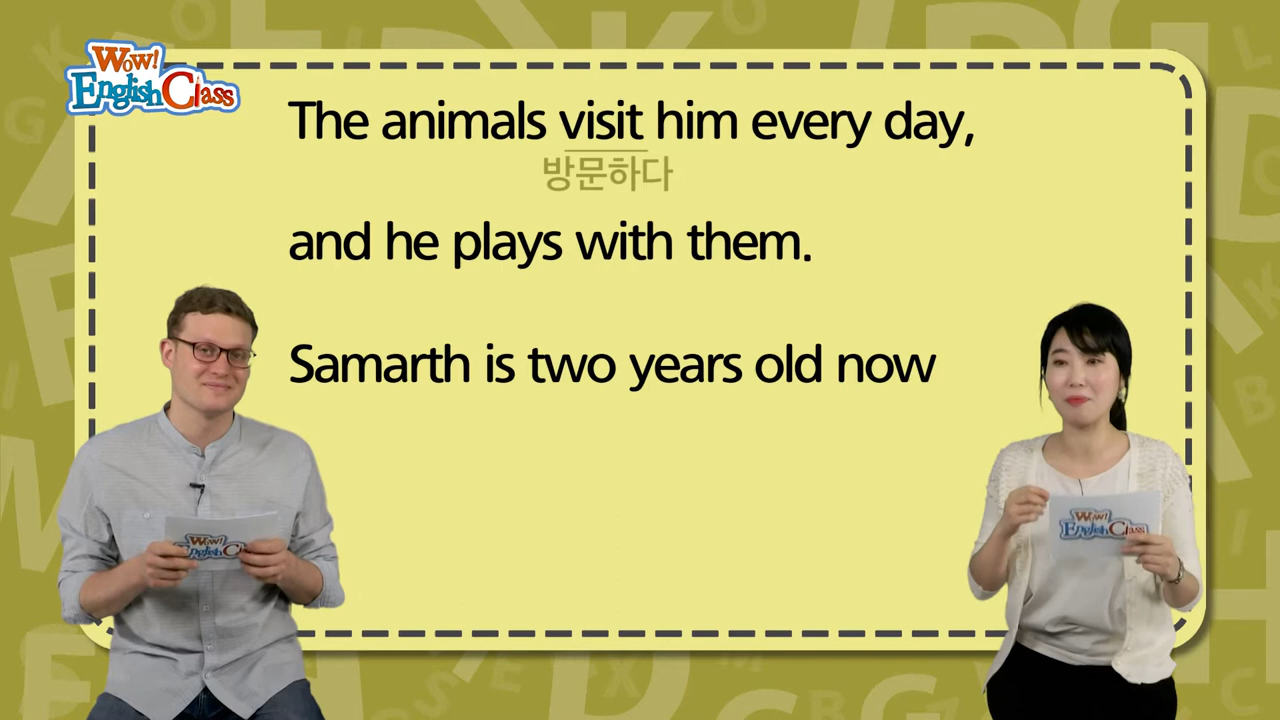 Wow!
English Class
The animals visit him every day,
방문하다
and he plays with them.
Samarth is two years old now
Wow!
English Cl
Wow!
English Class